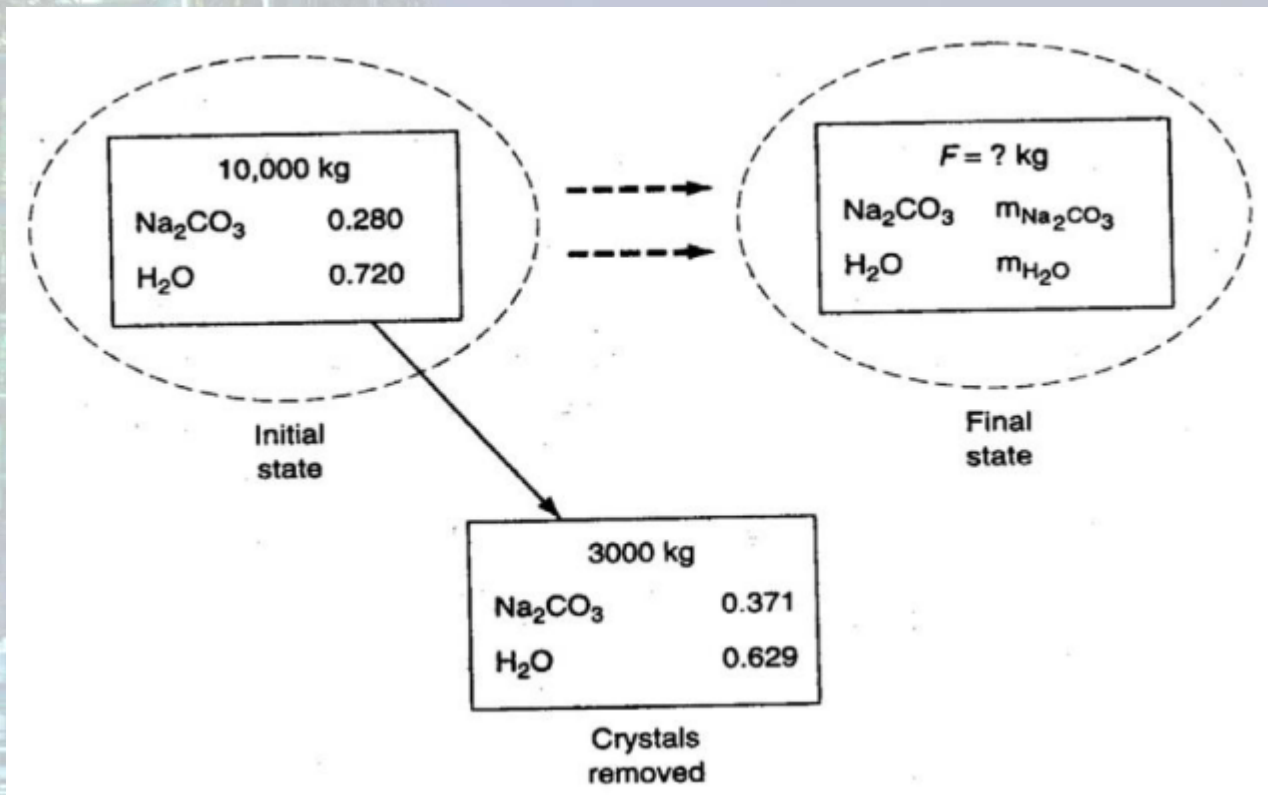 10,000 kg
Na₂CO₃ 0.280
H₂O 0.720
Initial
state
F = ? kg
Na₂CO₃ mNa₂CO₃
H₂O mH₂O
Final
state
3000 kg
Na₂CO₃ 0.371
H₂O 0.629
Crystals
removed